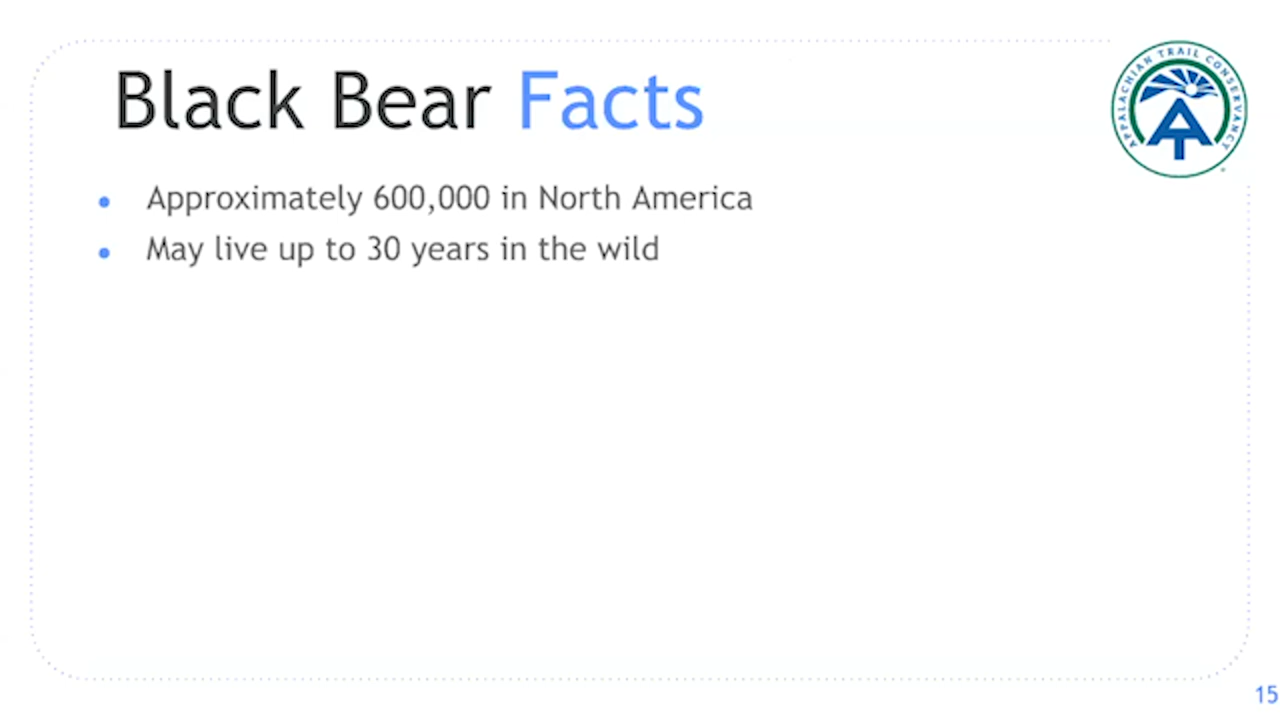 Black Bear Facts
APPALACHIAN TRAIL CONSERVANCY
Approximately 600,000 in North America
May live up to 30 years in the wild
15